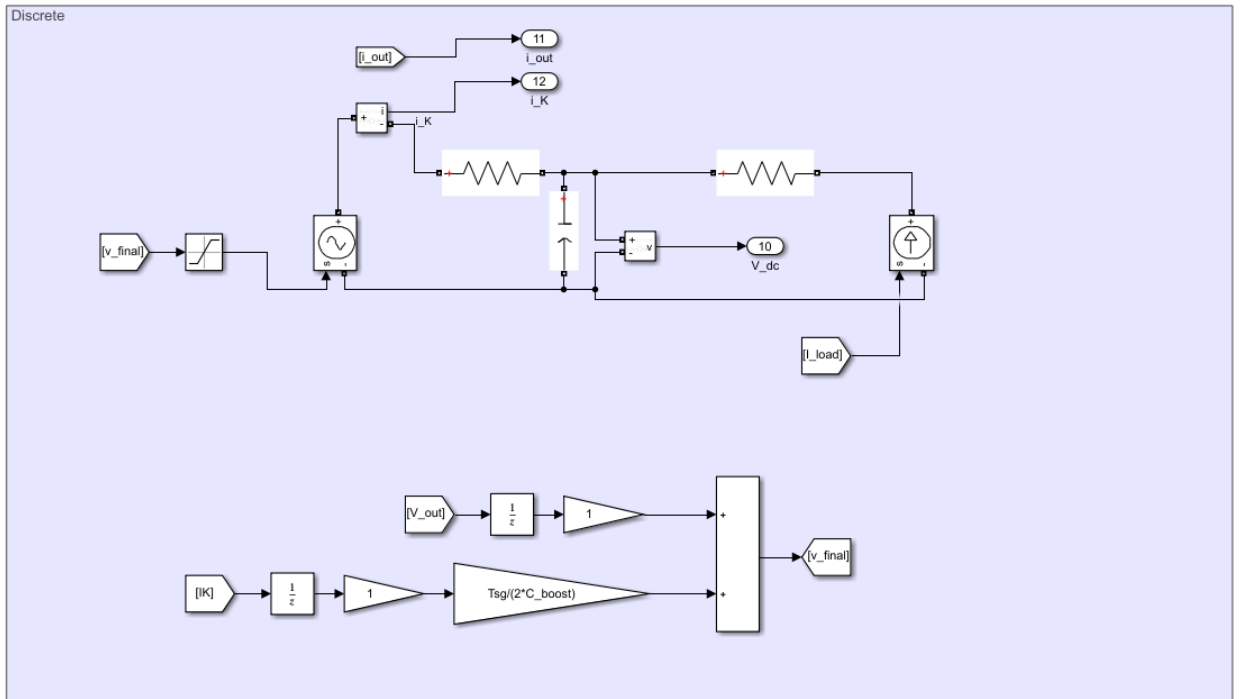 Discrete
[i_out]
11
i_out
12
i_K
i
+
-
i_K
+
+
+
[v_final]
+
s
-
+
-
v
10
V_dc
+
s
-
[I_load]
[V_out]
1
z
1
+
[v_final]
[IK]
1
z
1
Tsg/(2*C_boost)
+